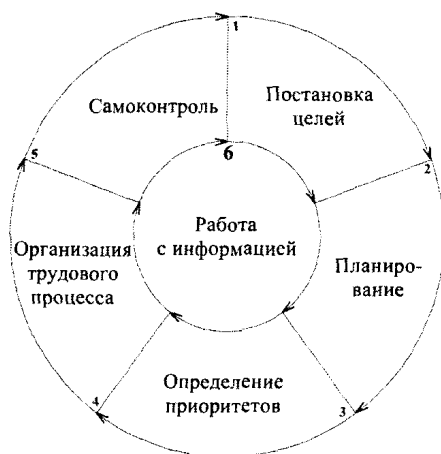 1
Постановка
целей
2
Планиро-
вание
3
Определение
приоритетов
4
Организация
трудового
процесса
5
Самоконтроль
6
Работа
с информацией